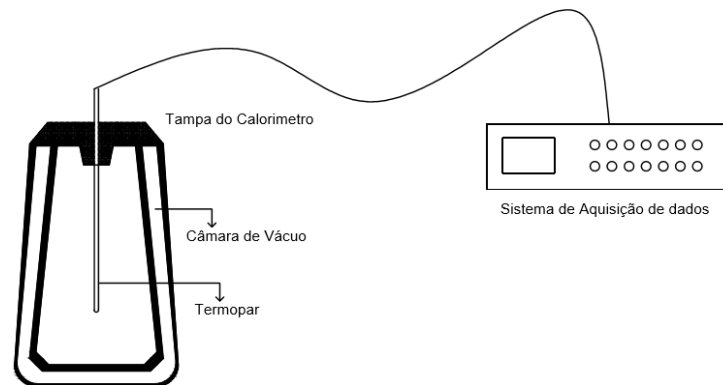 Tampa do Calorimetro
Câmara de Vácuo
Termopar
Sistema de Aquisição de dados